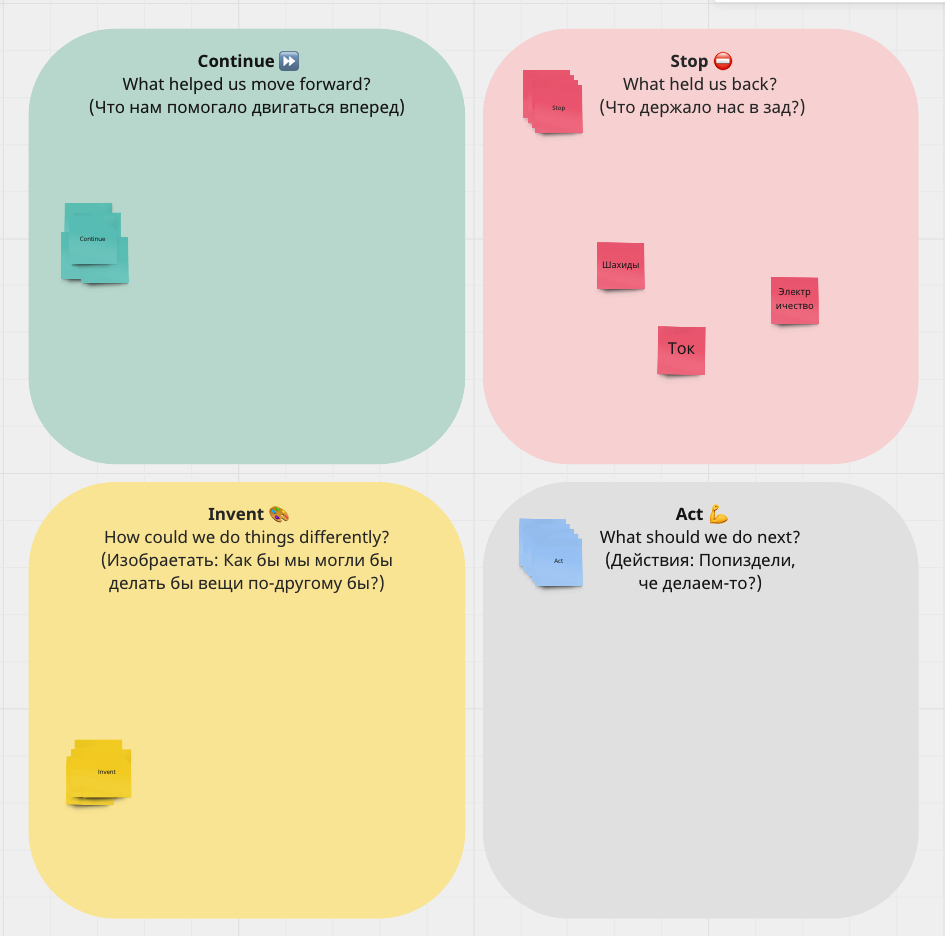 Continue ⏩
What helped us move forward?
(Что нам помогало двигаться вперед)
Continue
Stop ⛔
What held us back?
(Что держало нас в зад?)
Stop
Шахиды
Электр
ичество
Ток
Invent 🎨
How could we do things differently?
(Изобраетать: Как бы мы могли бы
делать бы вещи по-другому бы?)
Invent
Act 💪
What should we do next?
(Действия: Попиздели,
че делаем-то?)
Act